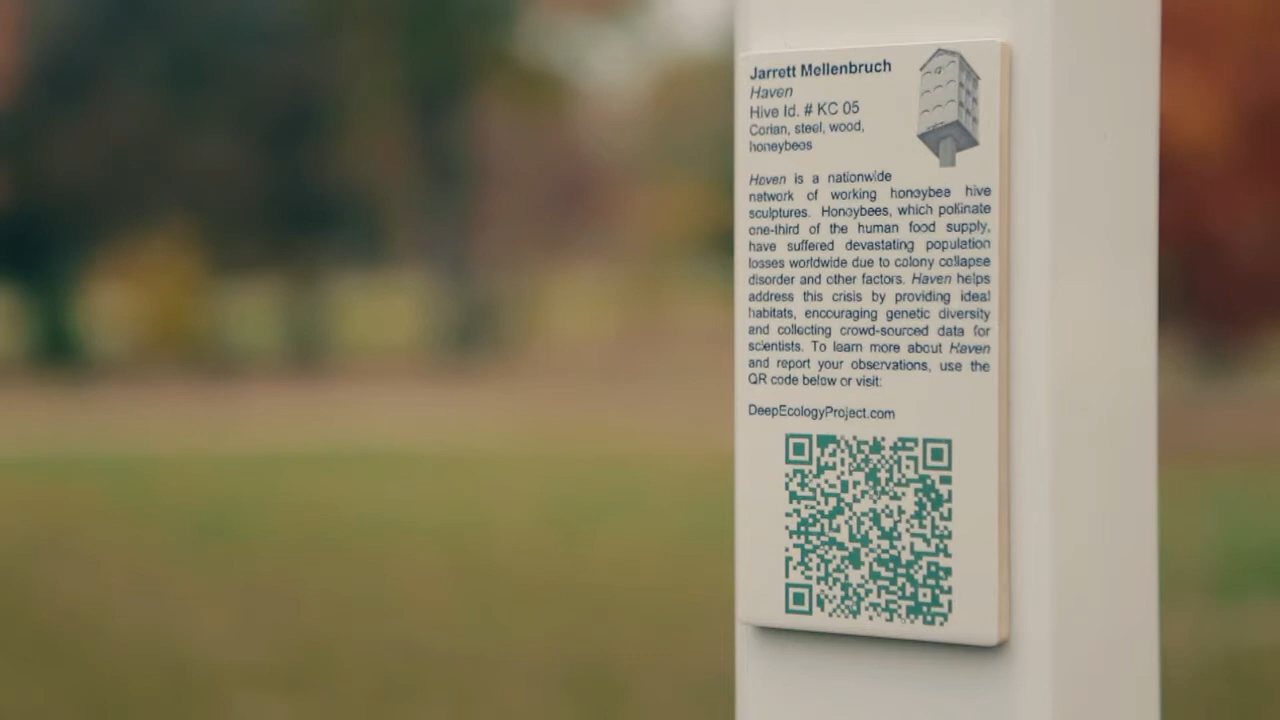 Jarrett Mellenbruch
Haven
Hive Id. # KC 05
Corian, steel, wood,
honeybees
Haven is a nationwide
network of working honeybee hive
sculptures. Honeybees, which pollinate
one-third of the human food supply,
have suffered devastating population
losses worldwide due to colony collapse
disorder and other factors. Haven helps
address this crisis by providing ideal
habitats, encouraging genetic diversity
and collecting crowd-sourced data for
scientists. To learn more about Haven
and report your observations, use the
QR code below or visit:
DeepEcologyProject.com